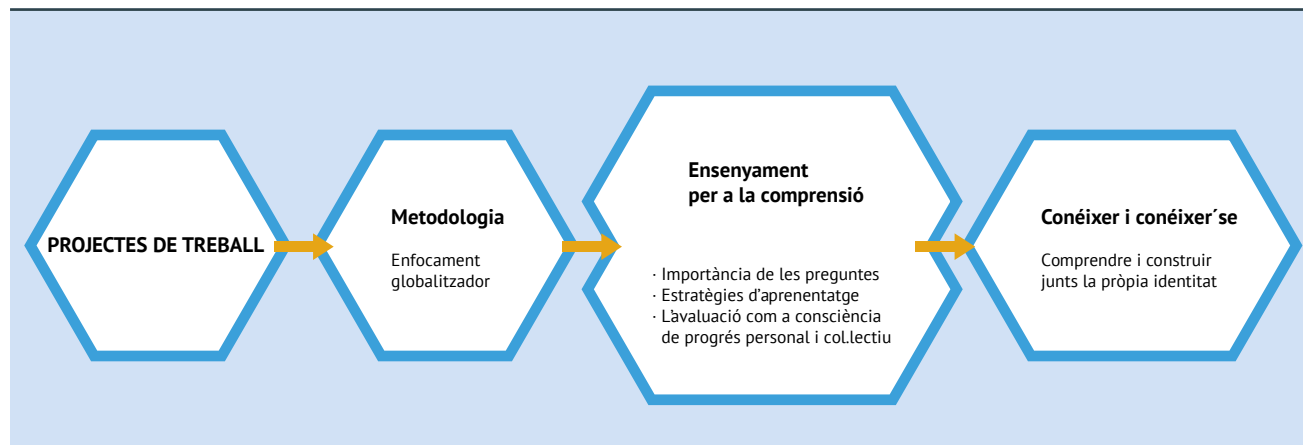 PROJECTES DE TREBALL
Metodologia
Enfocament
globalitzador
Ensenyament
per a la comprensió
· Importància de les preguntes
· Estratègies d'aprenentatge
· L'avaluació com a consciència
de progrés personal i col.lectiu
Conéixer i conéixer´se
Comprendre i construir
junts la pròpia identitat